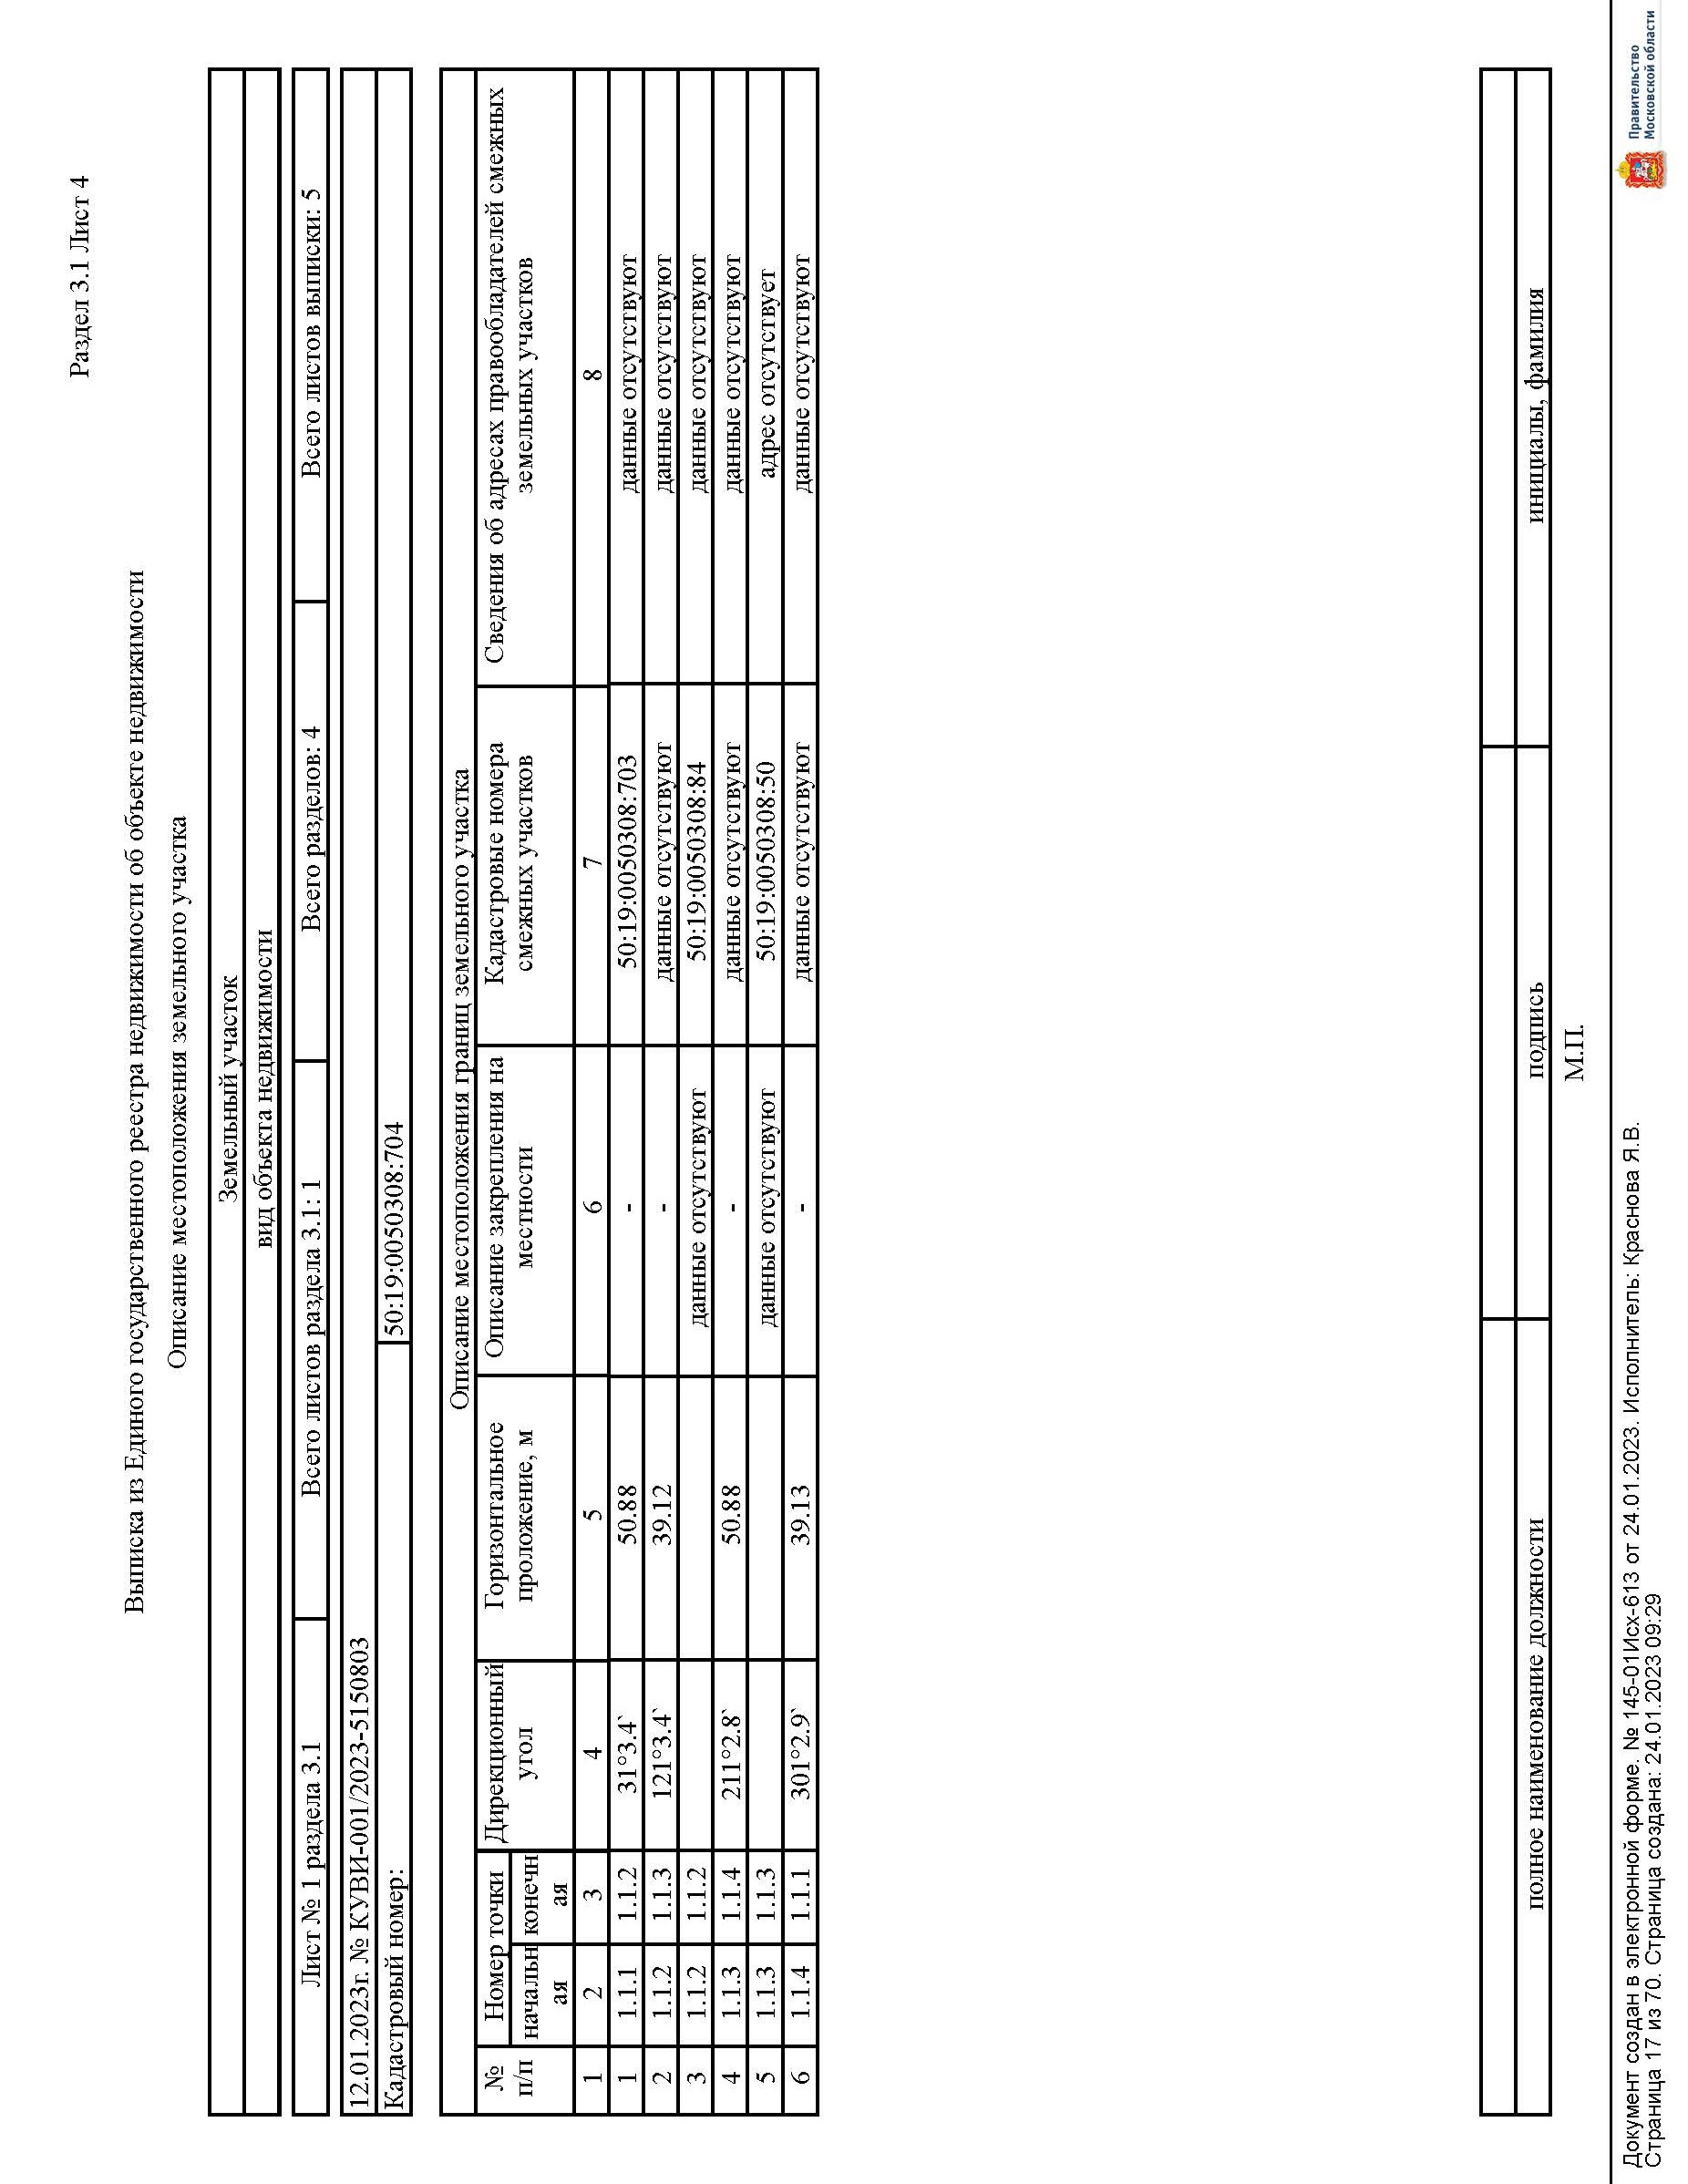 Раздел 3.1 Лист 4
Выписка из Единого государственного реестра недвижимости об объекте недвижимости
Описание местоположения земельного участка
Земельный участок
вид объекта недвижимости
Лист № 1 раздела 3.1 Всего листов раздела 3.1: 1 Всего разделов: 4 Всего листов выписки: 5
12.01.2023г. № КУВИ-001/2023-5150803
Кадастровый номер: 50:19:0050308:704
Описание местоположения границ земельного участка
№ Номер точки Дирекционный Горизонтальное Описание закрепления на Кадастровые номера Сведения об адресах правообладателей смежных
п/п начальн конечн угол проложение, м местности смежных участков земельных участков
ая ая
1 2 3 4 5 6 7 8
1 1.1.1 1.1.2 31°3.4` 50.88 - 50:19:0050308:703 данные отсутствуют
2 1.1.2 1.1.3 121°3.4` 39.12 - данные отсутствуют данные отсутствуют
3 1.1.2 1.1.2 данные отсутствуют 50:19:0050308:84 данные отсутствуют
4 1.1.3 1.1.4 211°2.8` 50.88 - данные отсутствуют данные отсутствуют
5 1.1.3 1.1.3 данные отсутствуют 50:19:0050308:50 адрес отсутствует
6 1.1.4 1.1.1 301°2.9` 39.13 - данные отсутствуют данные отсутствуют
полное наименование должности подпись инициалы, фамилия
М.П.
Документ создан в электронной форме. № 145-01Исх-613 от 24.01.2023. Исполнитель: Краснова Я.В.
Страница 17 из 70. Страница создана: 24.01.2023 09:29
Правительство
Московской области